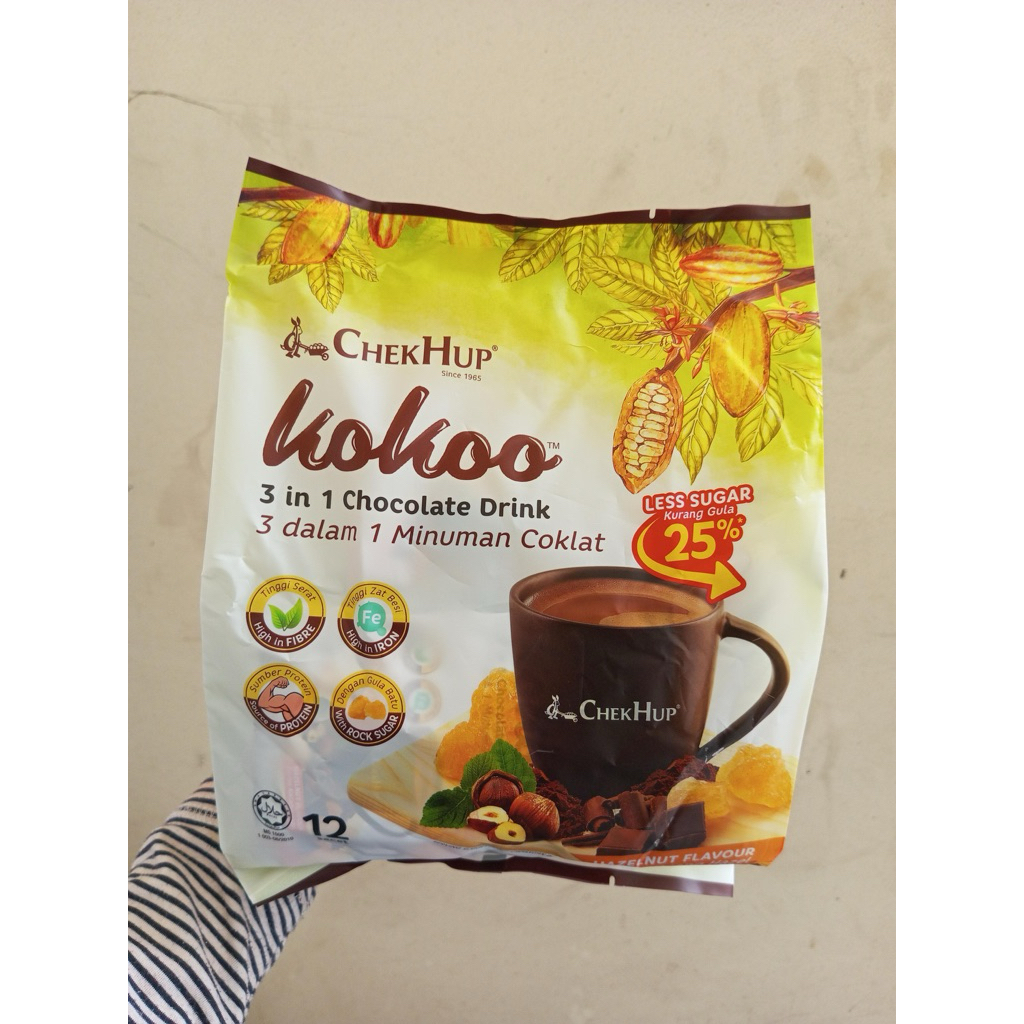 CHEKHUP®
Since 1965
kokoo™
3 in 1 Chocolate Drink
3 dalam 1 Minuman Coklat
LESS SUGAR
Kurang Gula
25%*
Tinggi Serat
High in FIBRE
Tinggi Zat Besi
Fe
High in IRON
Sumber Protein
Source of PROTEIN
Dengan Gula Batu
With ROCK SUGAR
CHEKHUP®
12
HAZELNUT FLAVOUR